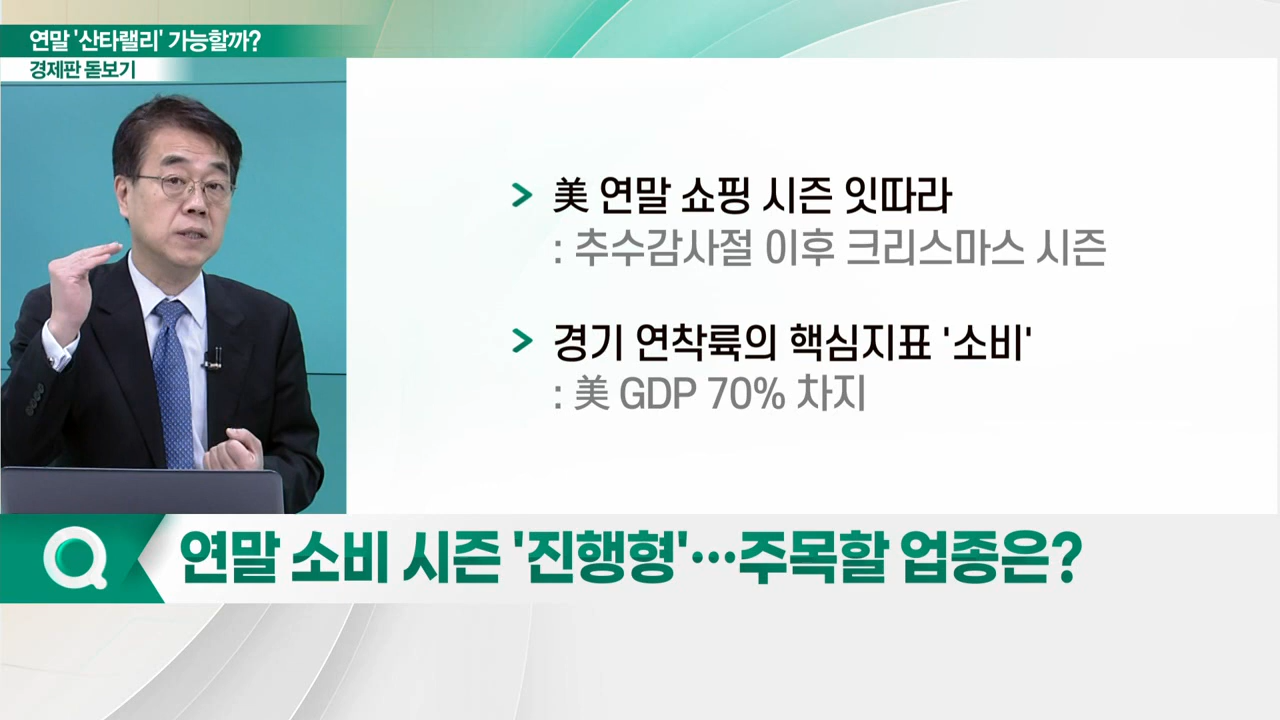 연말 '산타랠리' 가능할까?
경제판 돋보기
美 연말 쇼핑 시즌 잇따라
: 추수감사절 이후 크리스마스 시즌
경기 연착륙의 핵심지표 '소비'
: 美 GDP 70% 차지
연말 소비 시즌 '진행형'…주목할 업종은?